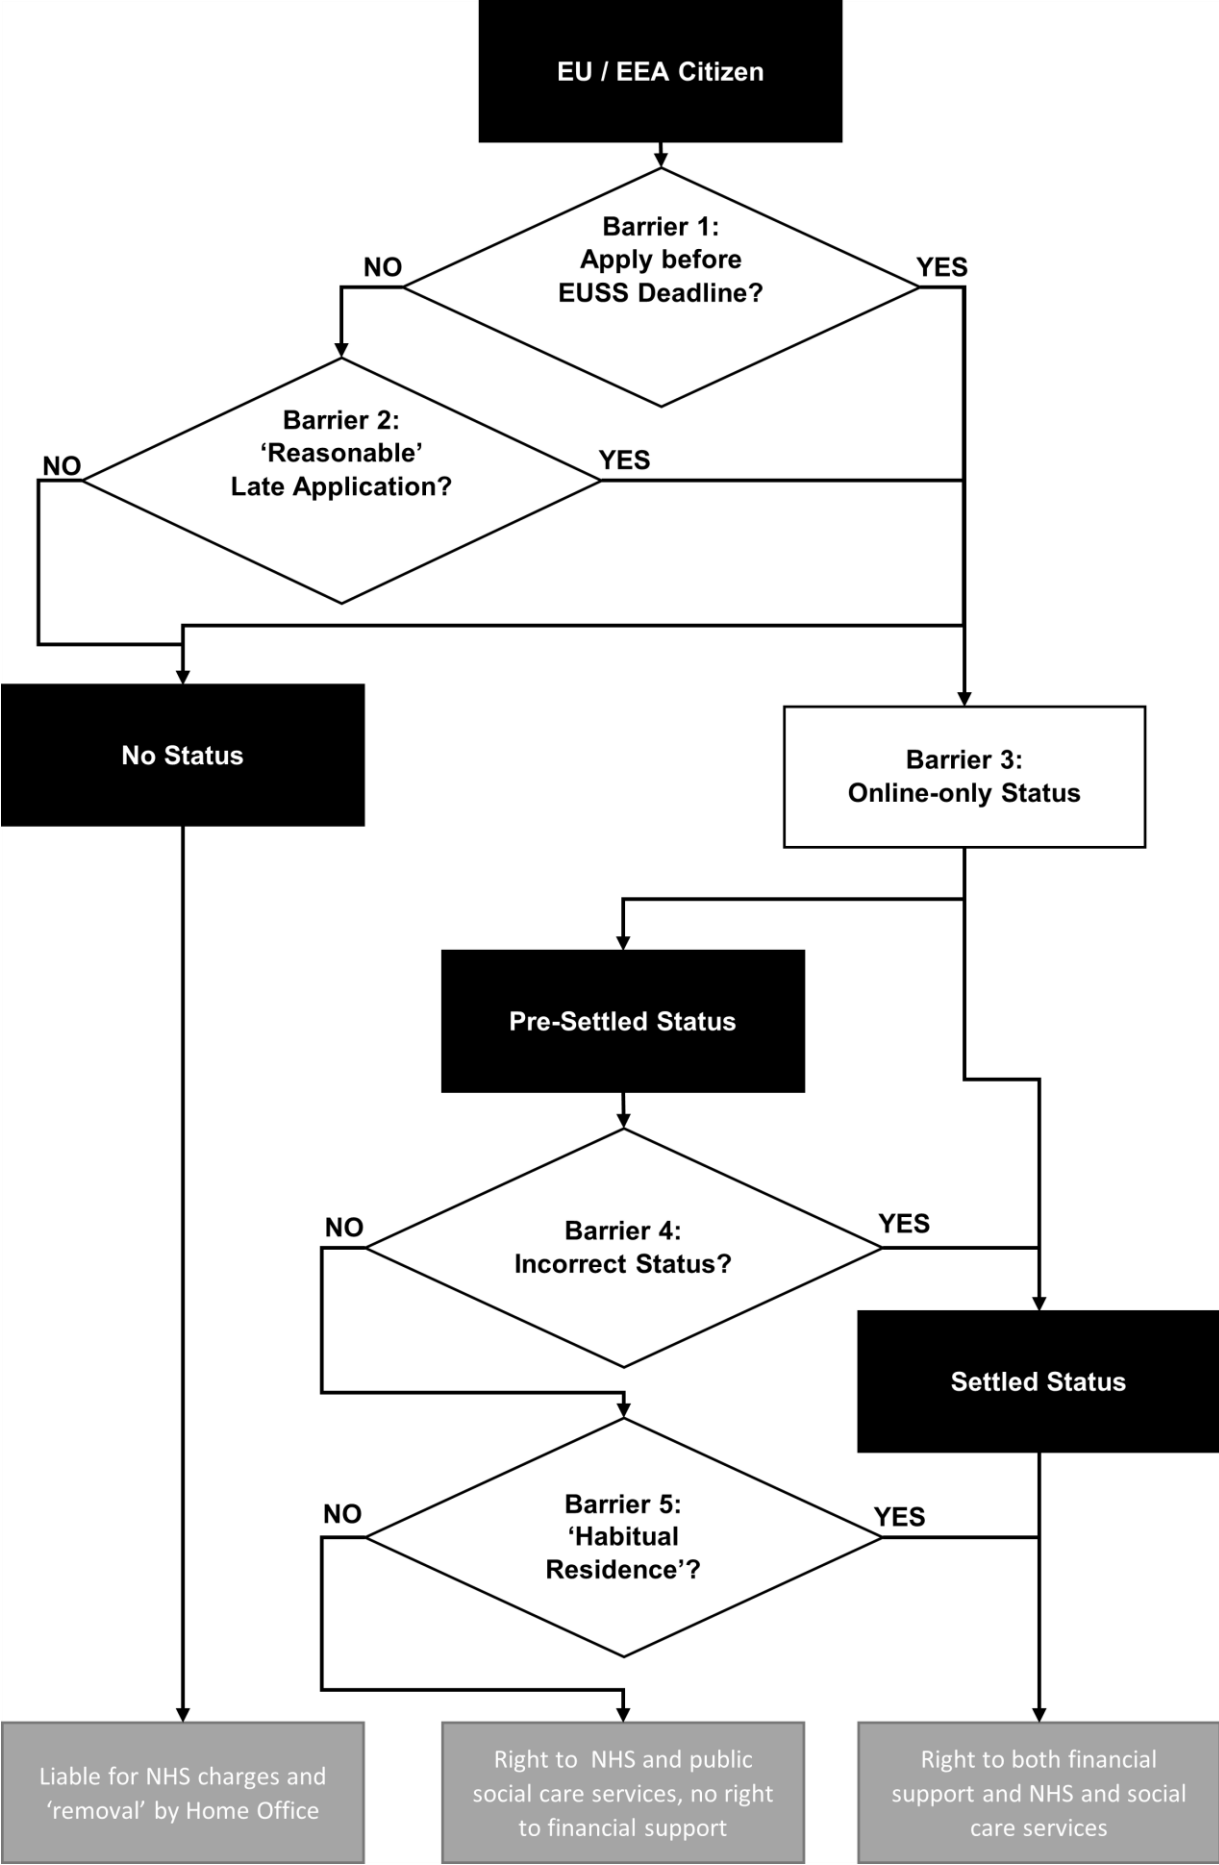 EU / EEA Citizen
Barrier 1:
Apply before
EUSS Deadline?
NO
YES
Barrier 2:
‘Reasonable’
Late Application?
NO
YES
No Status
Barrier 3:
Online-only Status
Pre-Settled Status
Barrier 4:
Incorrect Status?
NO
YES
Settled Status
Barrier 5:
‘Habitual
Residence’?
NO
YES
Liable for NHS charges and
‘removal’ by Home Office
Right to NHS and public
social care services, no right
to financial support
Right to both financial
support and NHS and social
care services